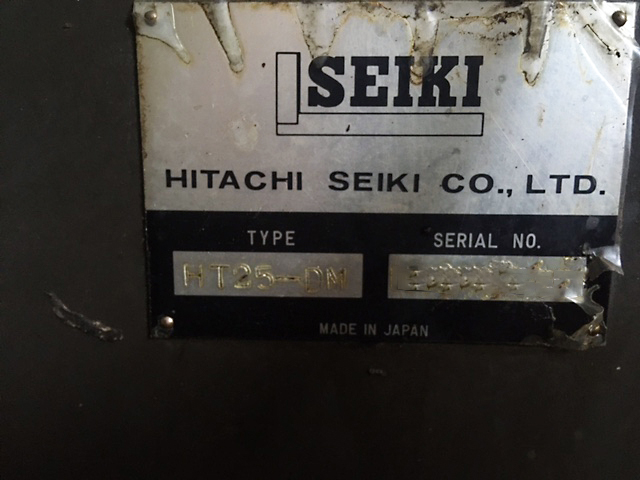 SEIKI
HITACHI SEIKI CO., LTD.
TYPE SERIAL NO.
HT25-DM
MADE IN JAPAN